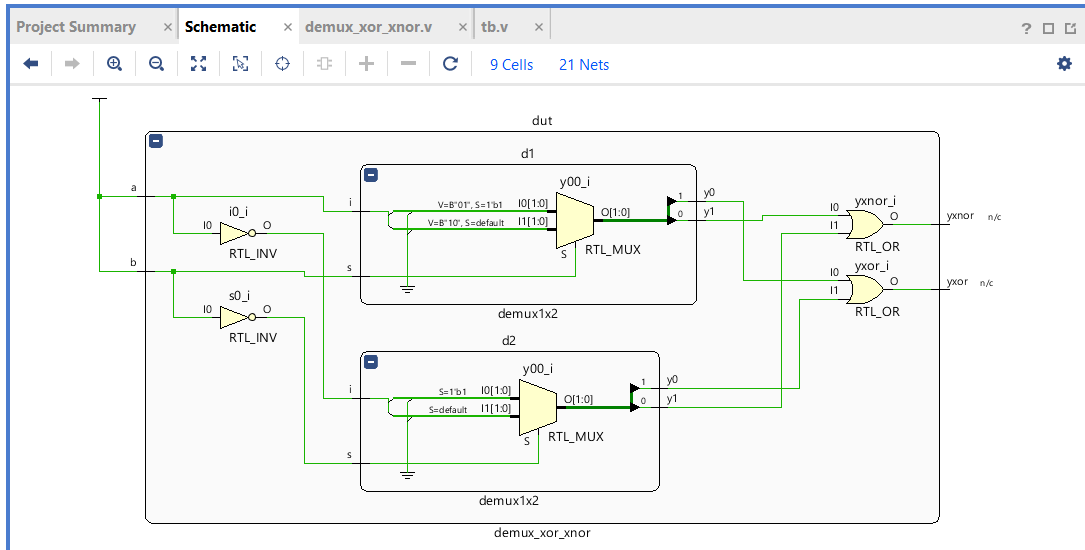 Project Summary × Schematic × demux_xor_xnor.v × tb.v ×
?
9 Cells 21 Nets
dut
d1
y00_i
a
i0_i
I0 O
RTL_INV
b
s0_i
I0 O
RTL_INV
i
V=B"01", S=1'b1 I0[1:0]
V=B"10", S=default I1[1:0]
O[1:0]
S
RTL_MUX
s
1 y0
0 y1
demux1x2
d2
y00_i
i
S=1'b1 I0[1:0]
S=default I1[1:0]
O[1:0]
S
RTL_MUX
s
1 y0
0 y1
demux1x2
yxnor_i
I0
I1
O
RTL_OR
yxnor n/c
yxor_i
I0
I1
O
RTL_OR
yxor n/c
demux_xor_xnor